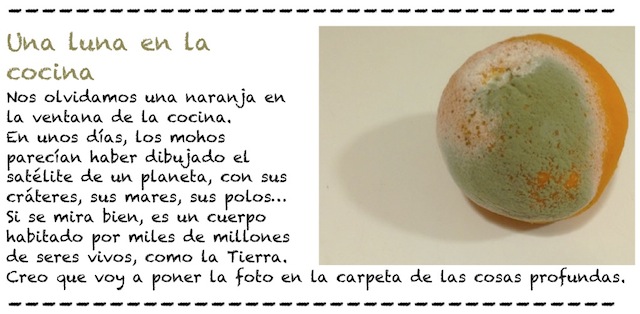 Una luna en la
cocina
Nos olvidamos una naranja en
la ventana de la cocina.
En unos días, los mohos
parecían haber dibujado el
satélite de un planeta, con sus
cráteres, sus mares, sus polos...
Si se mira bien, es un cuerpo
habitado por miles de millones
de seres vivos, como la Tierra.
Creo que voy a poner la foto en la carpeta de las cosas profundas.